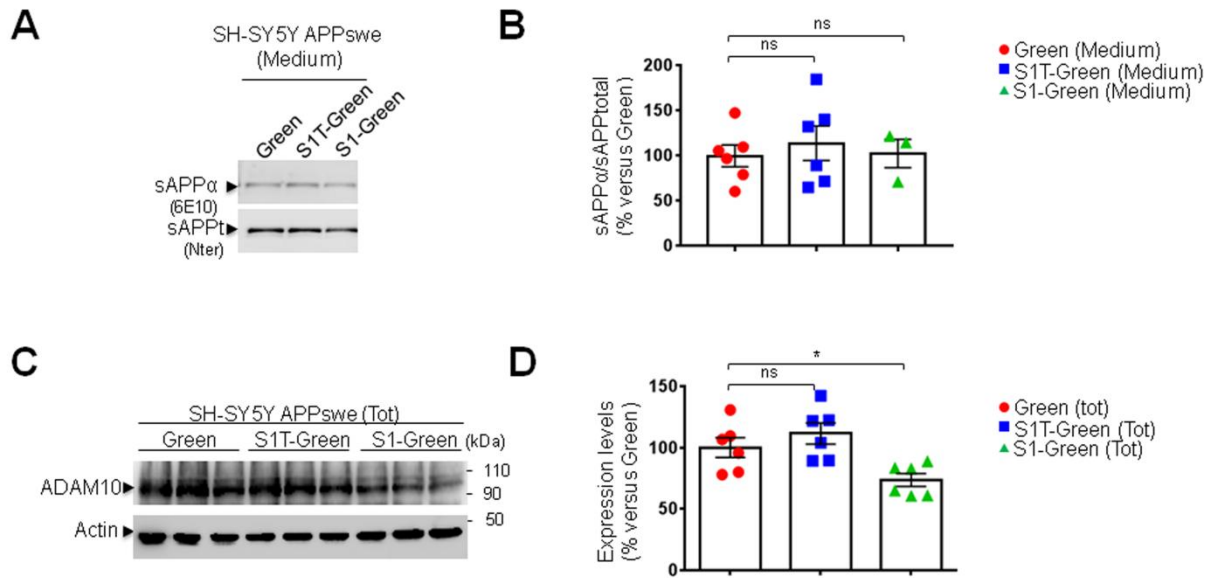 A
SH-SY5Y APPswe
(Medium)
Green
S1T-Green
S1-Green
sAPPα
(6E10)
sAPPt
(Nter)
B
ns
ns
200
150
100
50
0
sAPPα/sAPPtotal
(% versus Green)
Green (Medium)
S1T-Green (Medium)
S1-Green (Medium)
C
SH-SY5Y APPswe (Tot)
Green S1T-Green S1-Green (kDa)
ADAM10
- 110
- 90
- 50
Actin
D
*
ns
150
100
50
0
Expression levels
(% versus Green)
Green (tot)
S1T-Green (Tot)
S1-Green (Tot)